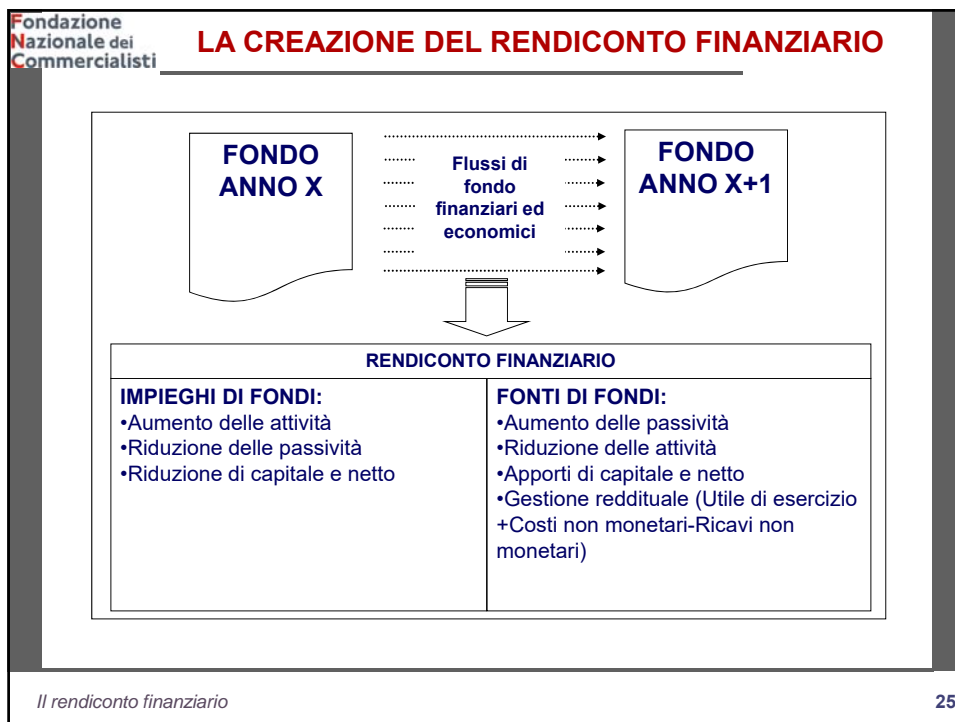 Fondazione
Nazionale dei
Commercialisti
LA CREAZIONE DEL RENDICONTO FINANZIARIO
FONDO
ANNO X
Flussi di
fondo
finanziari ed
economici
FONDO
ANNO X+1
RENDICONTO FINANZIARIO
IMPIEGHI DI FONDI:
•Aumento delle attività
•Riduzione delle passività
•Riduzione di capitale e netto
FONTI DI FONDI:
•Aumento delle passività
•Riduzione delle attività
•Apporti di capitale e netto
•Gestione reddituale (Utile di esercizio
+Costi non monetari-Ricavi non
monetari)
Il rendiconto finanziario
25